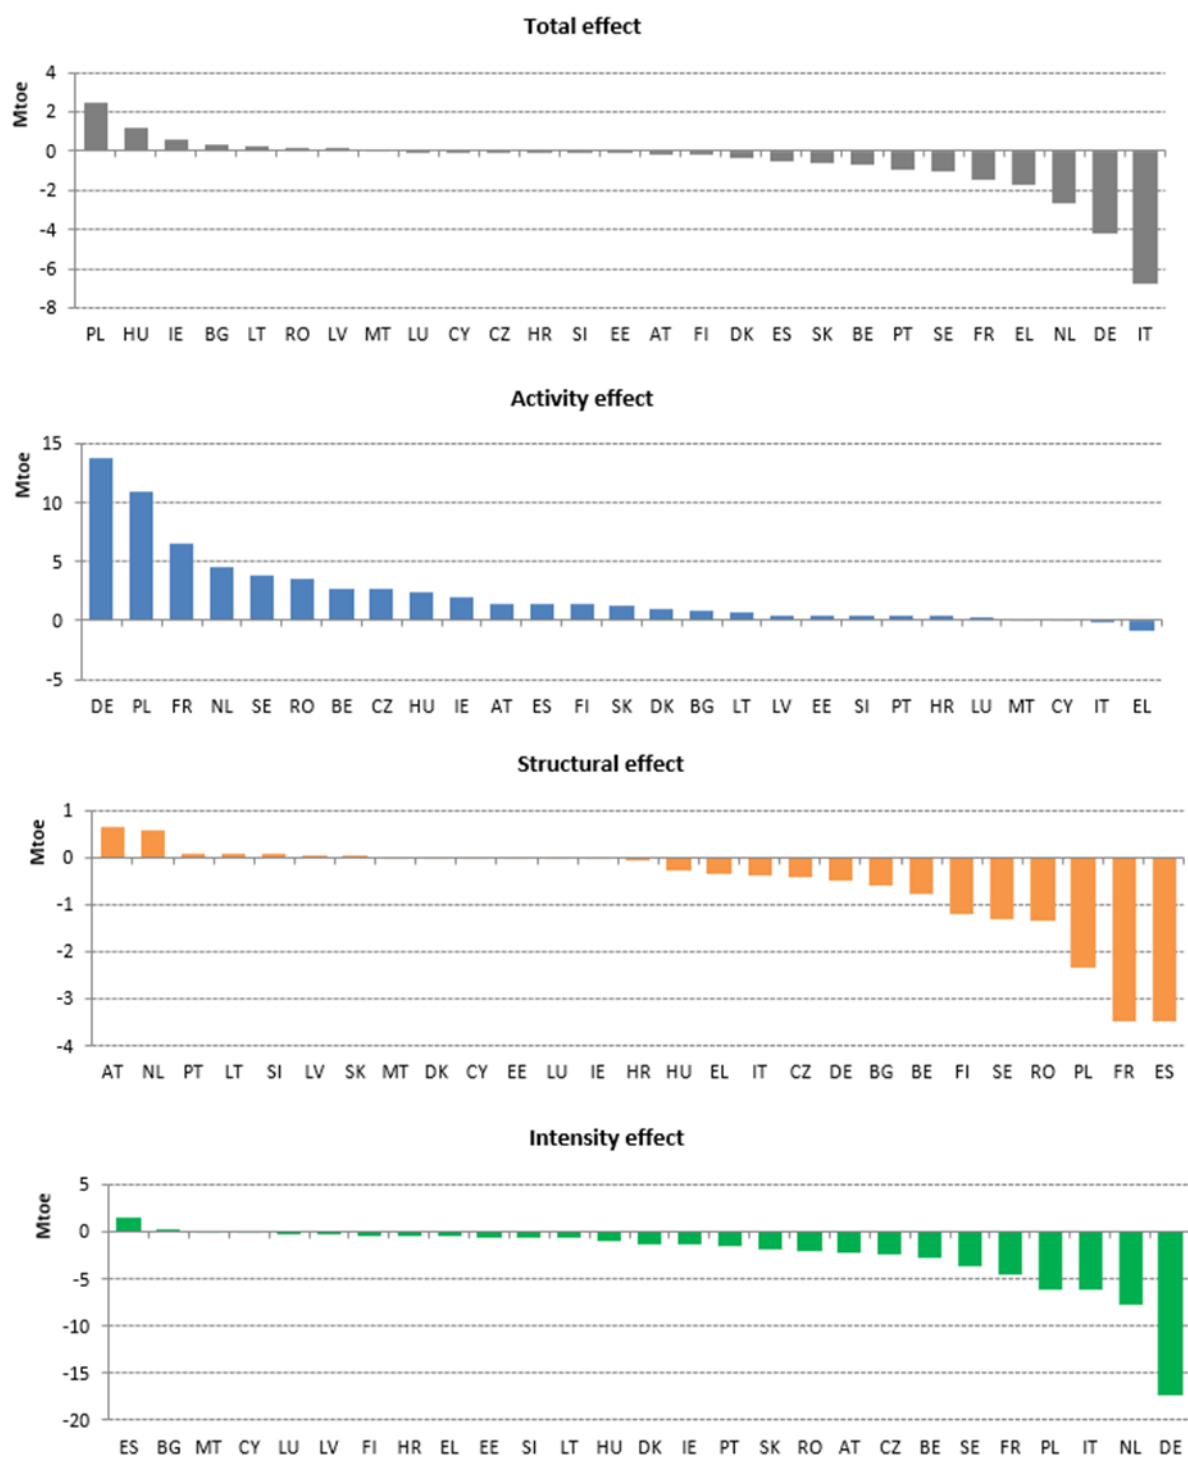 Total effect
Mtoe
4
2
0
-2
-4
-6
-8
PL HU IE BG LT RO LV MT LU CY CZ HR SI EE AT FI DK ES SK BE PT SE FR EL NL DE IT
Activity effect
Mtoe
15
10
5
0
-5
DE PL FR NL SE RO BE CZ HU IE AT ES FI SK DK BG LT LV EE SI PT HR LU MT CY IT EL
Structural effect
Mtoe
1
0
-1
-2
-3
-4
AT NL PT LT SI LV SK MT DK CY EE LU IE HR HU EL IT CZ DE BG BE FI SE RO PL FR ES
Intensity effect
Mtoe
5
0
-5
-10
-15
-20
ES BG MT CY LU LV FI HR EL EE SI LT HU DK IE PT SK RO AT CZ BE SE FR PL IT NL DE